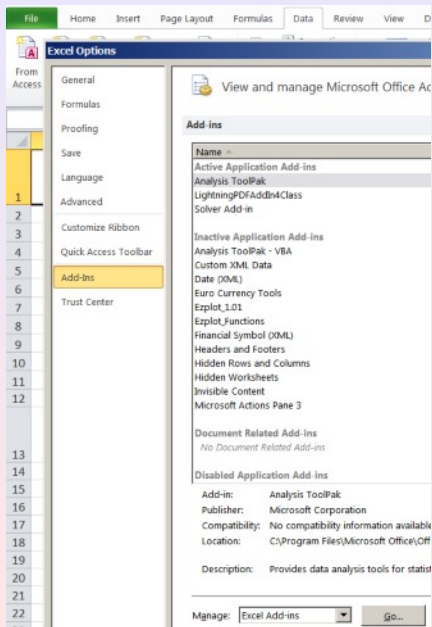 File Home Insert Page Layout Formulas Data Review View
Excel Options
From
Access
General
Formulas
Proofing
Save
Language
Advanced
Customize Ribbon
Quick Access Toolbar
Add-Ins
Trust Center
View and manage Microsoft Office
Add-ins
Name
Active Application Add-ins
Analysis ToolPak
LightningPDFAddIn4Class
Solver Add-in
Inactive Application Add-ins
Analysis ToolPak - VBA
Custom XML Data
Date (XML)
Euro Currency Tools
Ezplot_1.01
Ezplot_Functions
Financial Symbol (XML)
Headers and Footers
Hidden Rows and Columns
Hidden Worksheets
Invisible Content
Microsoft Actions Pane 3
Document Related Add-ins
No Document Related Add-ins
Disabled Application Add-ins
Add-in: Analysis ToolPak
Publisher: Microsoft Corporation
Compatibility: No compatibility information available
Location: C:\Program Files\Microsoft Office\Off
Description: Provides data analysis tools for statist
Manage: Excel Add-ins Go...
1
2
3
4
5
6
7
8
9
10
11
12
13
14
15
16
17
18
19
20
21
22